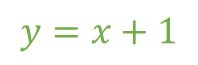 y = x + 1